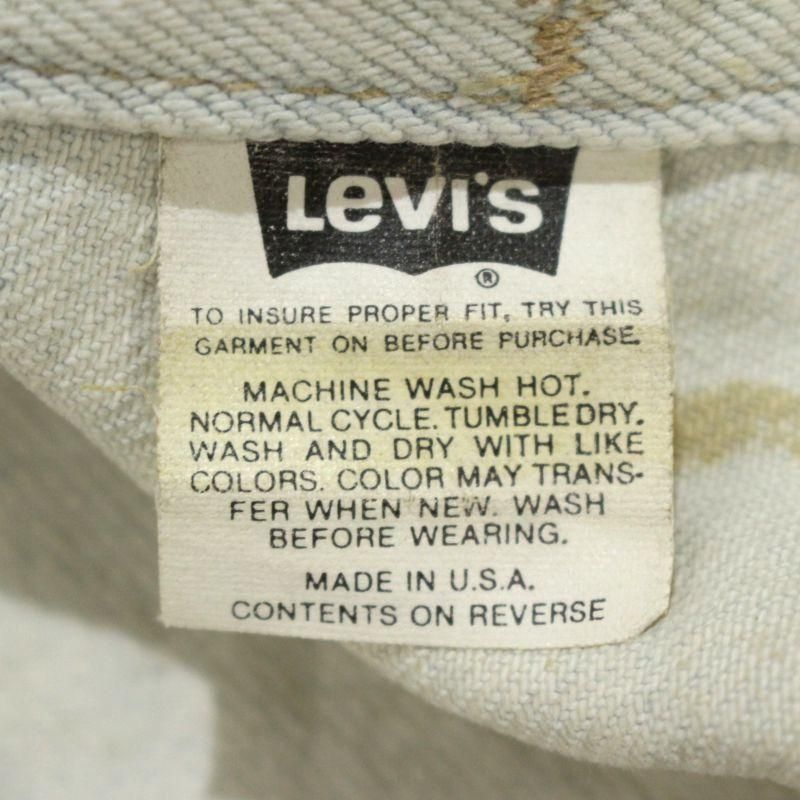 Levi's
®
TO INSURE PROPER FIT, TRY THIS
GARMENT ON BEFORE PURCHASE.
MACHINE WASH HOT.
NORMAL CYCLE. TUMBLE DRY.
WASH AND DRY WITH LIKE
COLORS. COLOR MAY TRANS-
FER WHEN NEW. WASH
BEFORE WEARING.
MADE IN U.S.A.
CONTENTS ON REVERSE